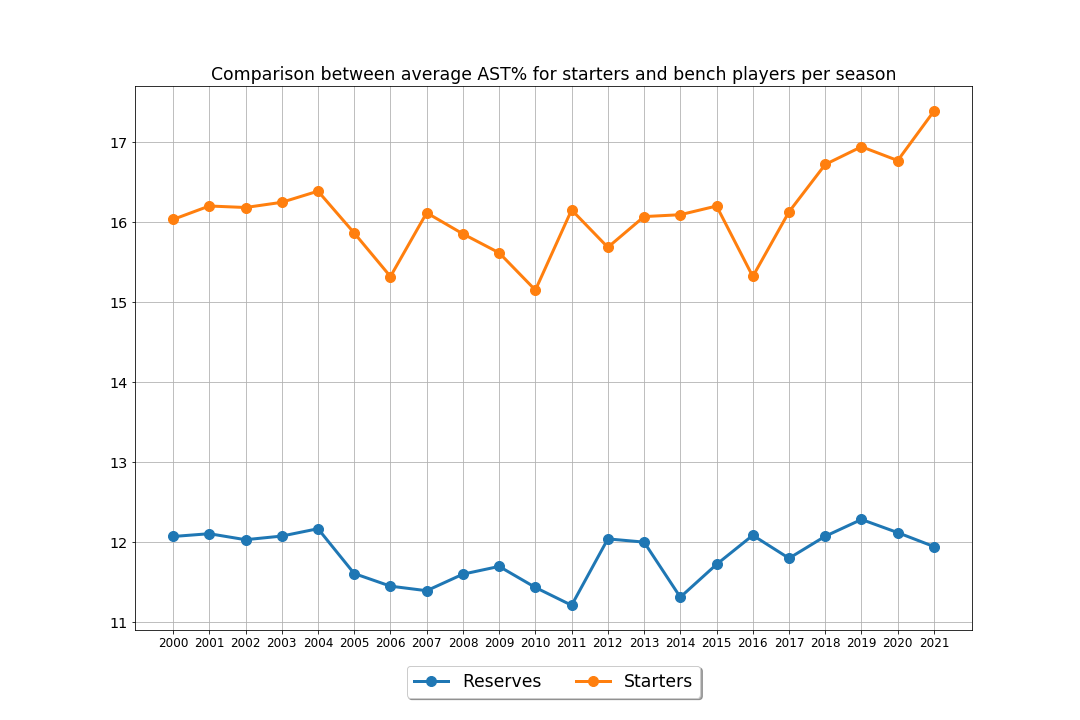 Comparison between average AST% for starters and bench players per season
17
16
15
14
13
12
11
2000 2001 2002 2003 2004 2005 2006 2007 2008 2009 2010 2011 2012 2013 2014 2015 2016 2017 2018 2019 2020 2021
Reserves Starters